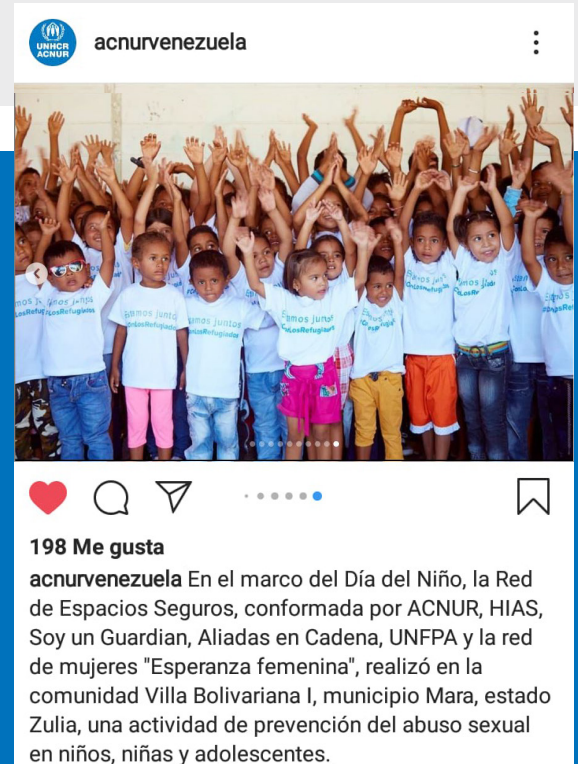 UNHCR
ACNUR
acnurvenezuela
Estamos juntos
#ConLosRefugiados
198 Me gusta
acnurvenezuela En el marco del Día del Niño, la Red
de Espacios Seguros, conformada por ACNUR, HIAS,
Soy un Guardian, Aliadas en Cadena, UNFPA y la red
de mujeres "Esperanza femenina", realizó en la
comunidad Villa Bolivariana I, municipio Mara, estado
Zulia, una actividad de prevención del abuso sexual
en niños, niñas y adolescentes.